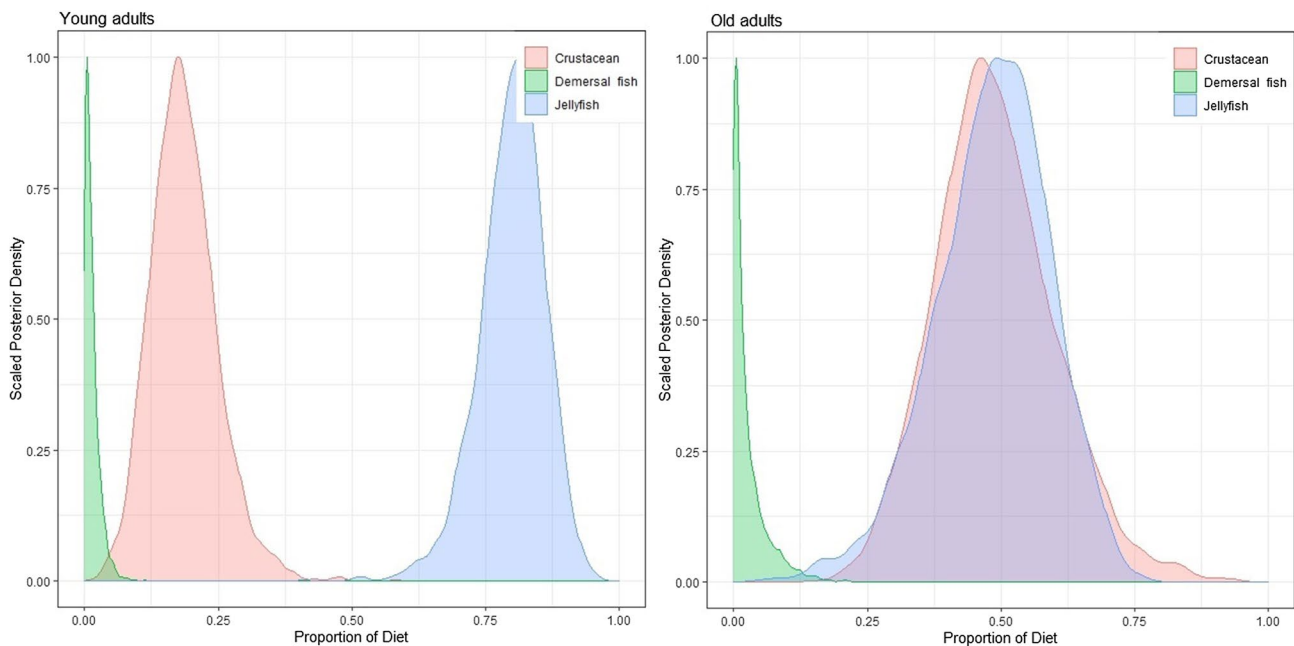 Young adults
1.00
0.75
0.50
0.25
0.00
Scaled Posterior Density
0.00 0.25 0.50 0.75 1.00
Proportion of Diet
Crustacean
Demersal fish
Jellyfish
Old adults
1.00
0.75
0.50
0.25
0.00
Scaled Posterior Density
0.00 0.25 0.50 0.75 1.00
Proportion of Diet
Crustacean
Demersal fish
Jellyfish